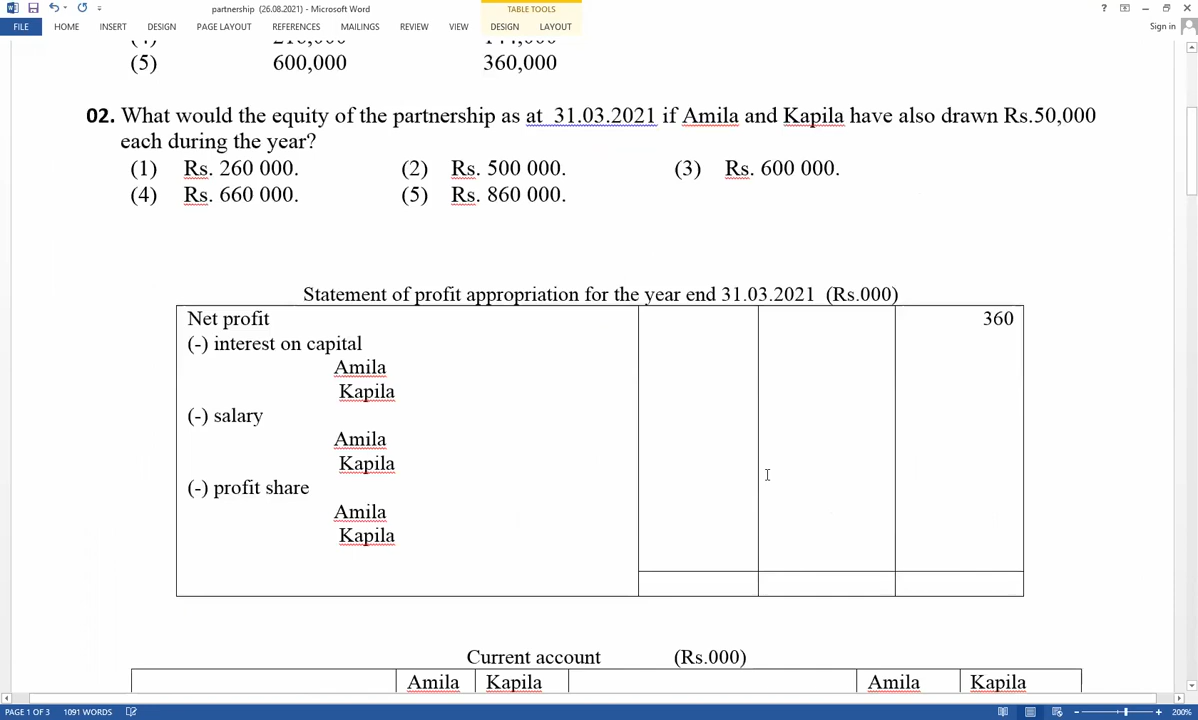 partnership (26.08.2021) - Microsoft Word
TABLE TOOLS
FILE HOME INSERT DESIGN PAGE LAYOUT REFERENCES MAILINGS REVIEW VIEW DESIGN LAYOUT
Sign in
(5) 600,000 360,000
02. What would the equity of the partnership as at 31.03.2021 if Amila and Kapila have also drawn Rs.50,000
each during the year?
(1) Rs. 260 000. (2) Rs. 500 000. (3) Rs. 600 000.
(4) Rs. 660 000. (5) Rs. 860 000.
Statement of profit appropriation for the year end 31.03.2021 (Rs.000)
Net profit 360
(-) interest on capital
Amila
Kapila
(-) salary
Amila
Kapila
(-) profit share
Amila
Kapila
Current account (Rs.000)
Amila Kapila Amila Kapila
PAGE 1 OF 3 1091 WORDS 200%